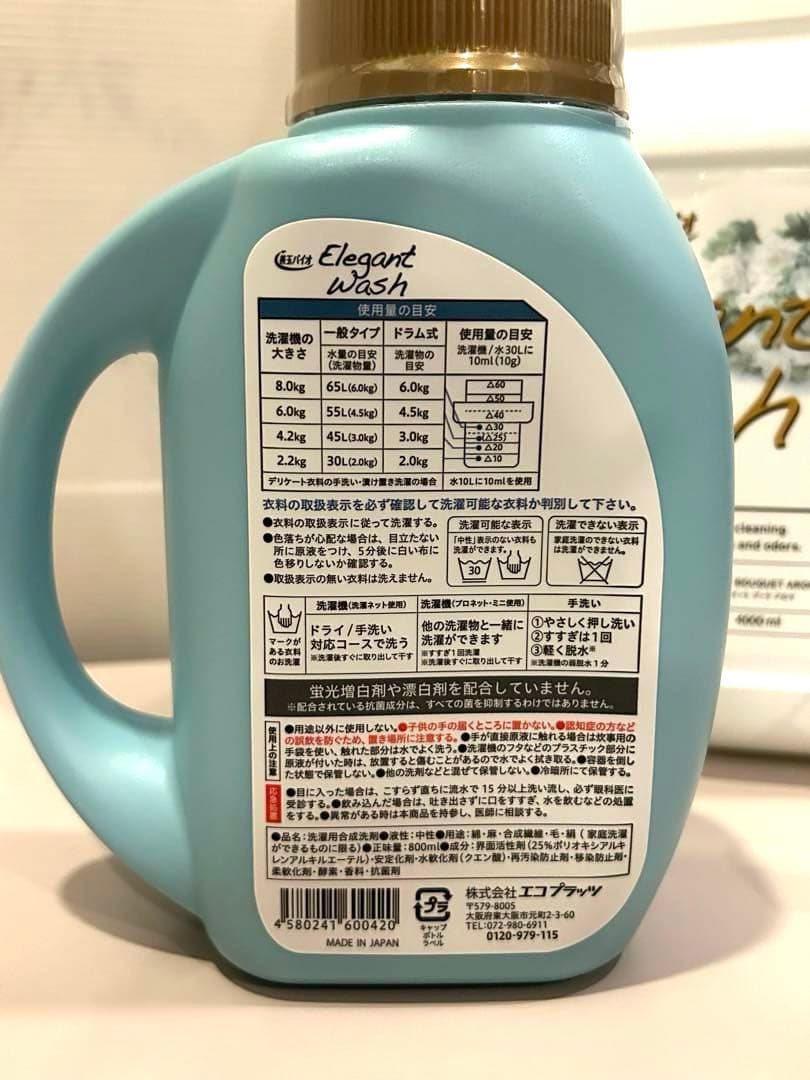 善玉バイオ Elegant
Wash
使用量の目安
洗濯機の大きさ 一般タイプ 水量の目安(洗濯物量) ドラム式 洗濯物の目安 使用量の目安 洗濯機/水30Lに10ml(10g)
8.0kg 65L(6.0kg) 6.0kg
6.0kg 55L(4.5kg) 4.5kg
4.2kg 45L(3.0kg) 3.0kg
2.2kg 30L(2.0kg) 2.0kg
△60
△50
△40
△30
(△25)
△20
△10
デリケート衣料の手洗い・漬け置き洗濯の場合 水10Lに10mlを使用
衣料の取扱表示を必ず確認して洗濯可能な衣料か判別して下さい。
●衣料の取扱表示に従って洗濯する。
●色落ちが心配な場合は、目立たない
所に原液をつけ、5分後に白い布に
色移りしないか確認する。
●取扱表示の無い衣料は洗えません。
洗濯可能な表示
「中性」表示のない衣料も
洗濯ができます。
30
洗濯できない表示
家庭洗濯のできない衣料
は洗濯ができません。
マークが
ある衣料
のお洗濯
洗濯機(洗濯ネット使用)
ドライ/手洗い
対応コースで洗う
※洗濯後すぐに取り出して干す
洗濯機(プロネット・ミニ使用)
他の洗濯物と一緒に
洗濯ができます
※すすぎ1回洗濯
※洗濯後すぐに取り出して干す
手洗い
①やさしく押し洗い
②すすぎは1回
③軽く脱水※
※洗濯機の弱脱水1分
蛍光増白剤や漂白剤を配合していません。
※配合されている抗菌成分は、すべての菌を抑制するわけではありません。
使用上の注意
●用途以外に使用しない。●子供の手の届くところに置かない。●認知症の方など
の誤飲を防ぐため、置き場所に注意する。●手が直接原液に触れる場合は炊事用の
手袋を使い、触れた部分は水でよく洗う。●洗濯機のフタなどのプラスチック部分に
原液が付いた時は、放置すると傷むことがあるので水でよく拭き取る。●容器を倒し
た状態で保管しない。●他の洗剤などと混ぜて保管しない。●冷暗所にて保管する。
応急処置
●目に入った場合は、こすらず直ちに流水で15分以上洗い流し、必ず眼科医に
受診する。●飲み込んだ場合は、吐き出さずに口をすすぎ、水を飲むなどの処置
をする。●異常がある時は本商品を持参し、医師に相談する。
●品名:洗濯用合成洗剤●液性:中性●用途:綿・麻・合成繊維・毛・絹(家庭洗濯
ができるものに限る)●正味量:800ml●成分:界面活性剤(25%ポリオキシアルキ
レンアルキルエーテル)・安定化剤・水軟化剤(クエン酸)・再汚染防止剤・移染防止剤・
柔軟化剤・酵素・香料・抗菌剤
4 580241 600420
MADE IN JAPAN
プラ
キャップ
ボトル
ラベル
株式会社エコプラッツ
〒579-8005
大阪府東大阪市元町2-3-60
TEL:072-980-6911
0120-979-115
cleaning.
and odors.
BOUQUET
4000 ml